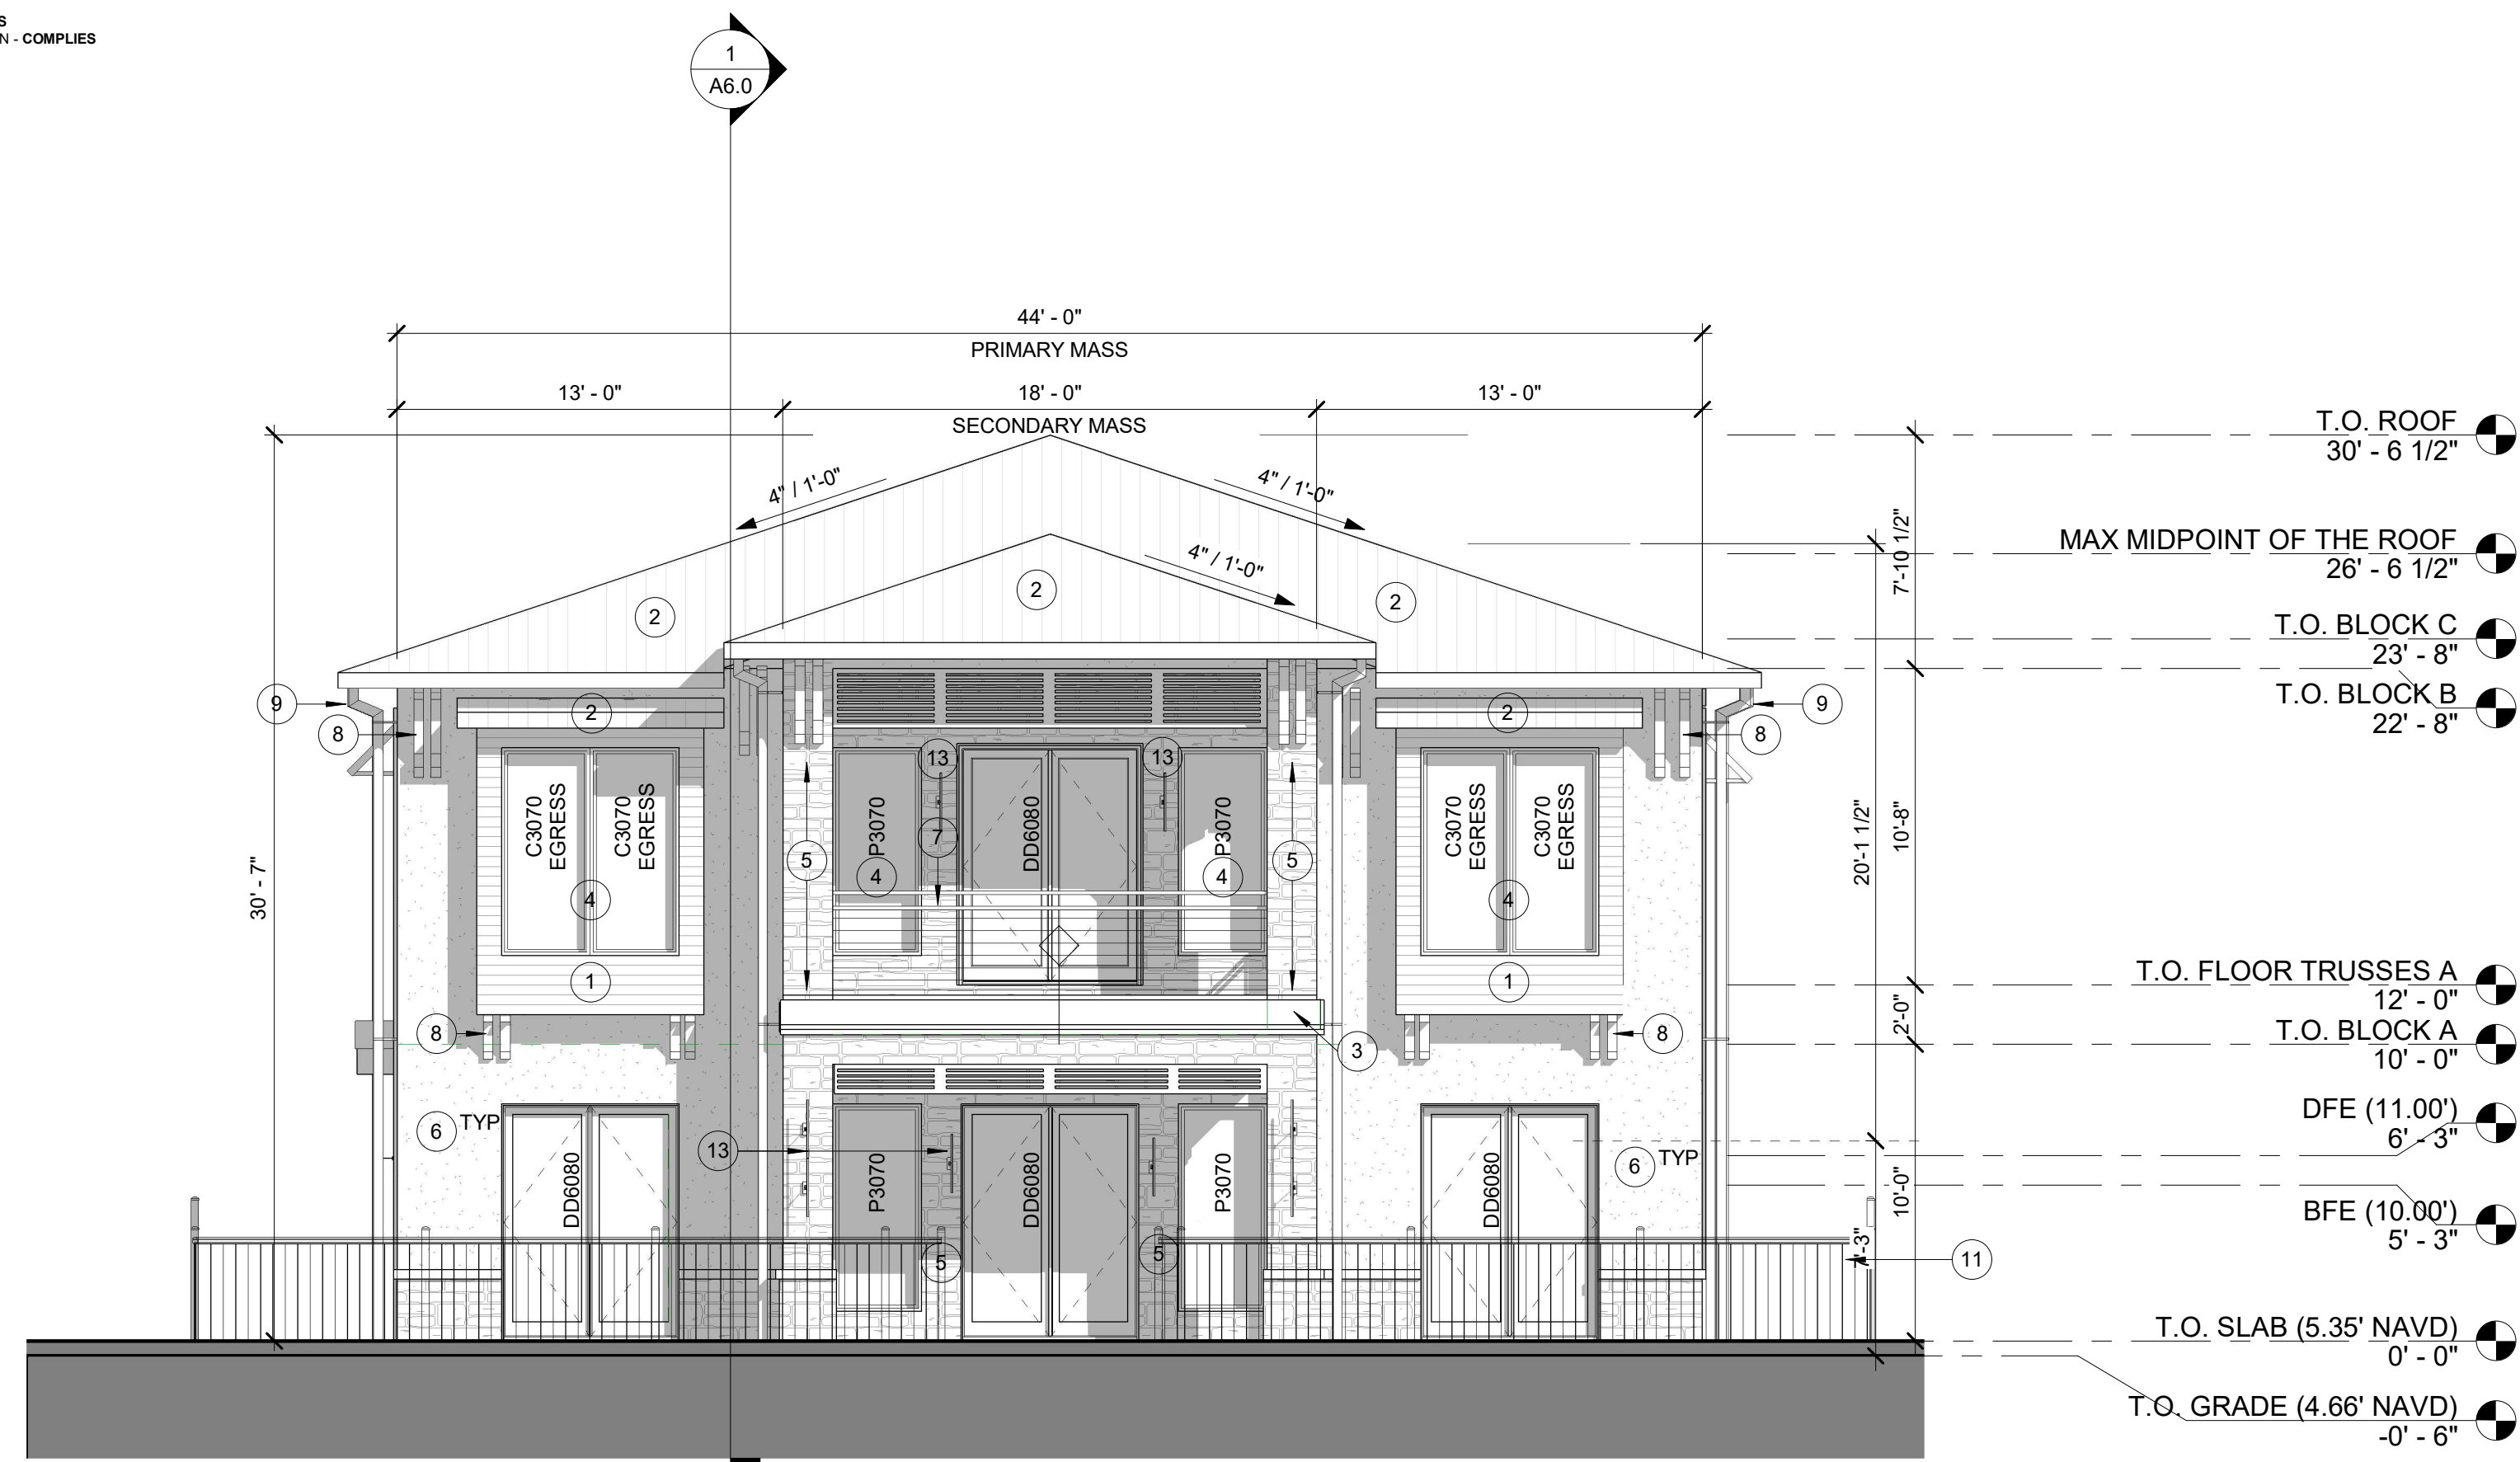 S
N - COMPLIES
1
A6.0
44' - 0"
PRIMARY MASS
13' - 0"
18' - 0"
13' - 0"
SECONDARY MASS
4" / 1'-0"
4" / 1'-0"
4" / 1'-0"
2
2
2
T.O. ROOF
30' - 6 1/2"
7'-10 1/2"
MAX MIDPOINT OF THE ROOF
26' - 6 1/2"
T.O. BLOCK C
23' - 8"
T.O. BLOCK B
22' - 8"
9
8
2
2
9
8
13
13
30' - 7"
C3070
EGRESS
C3070
EGRESS
4
1
5
P3070
4
7
DD6080
P3070
4
5
C3070
EGRESS
C3070
EGRESS
4
1
20'-1 1/2"
10'-8"
T.O. FLOOR TRUSSES A
12' - 0"
2'-0"
T.O. BLOCK A
10' - 0"
8
3
8
6 TYP
13
DD6080
P3070
DD6080
P3070
DD6080
6 TYP
5
5
DFE (11.00')
6' - 3"
10'-0"
BFE (10.00')
5' - 3"
11
T.O. SLAB (5.35' NAVD)
0' - 0"
T.O. GRADE (4.66' NAVD)
-0' - 6"